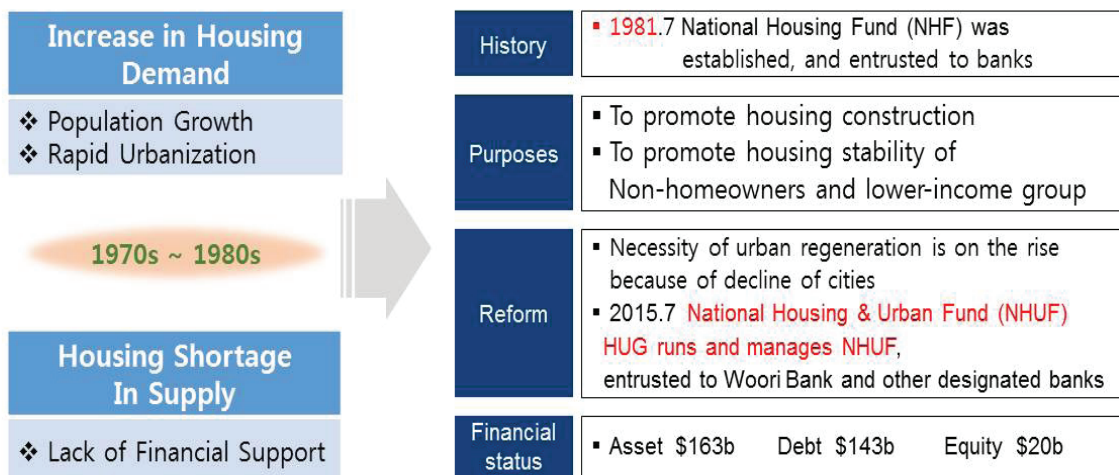 Increase in Housing
Demand
❖ Population Growth
❖ Rapid Urbanization
1970s ~ 1980s
Housing Shortage
In Supply
❖ Lack of Financial Support
History
▪ 1981.7 National Housing Fund (NHF) was
established, and entrusted to banks
Purposes
▪ To promote housing construction
▪ To promote housing stability of
Non-homeowners and lower-income group
Reform
▪ Necessity of urban regeneration is on the rise
because of decline of cities
▪ 2015.7 National Housing & Urban Fund (NHUF)
HUG runs and manages NHUF,
entrusted to Woori Bank and other designated banks
Financial
status
▪ Asset $163b Debt $143b Equity $20b